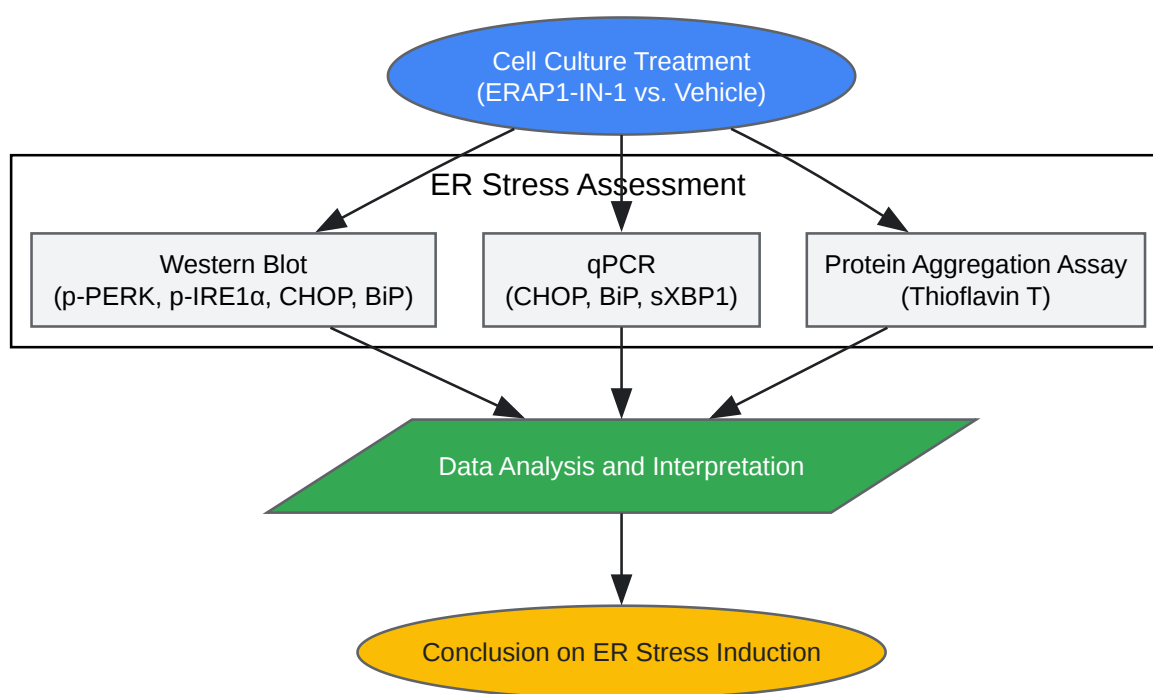 Cell Culture Treatment
(ERAP1-IN-1 vs. Vehicle)
ER Stress Assessment
Western Blot
(p-PERK, p-IRE1α, CHOP, BiP)
qPCR
(CHOP, BiP, sXBP1)
Protein Aggregation Assay
(Thioflavin T)
Data Analysis and Interpretation
Conclusion on ER Stress Induction